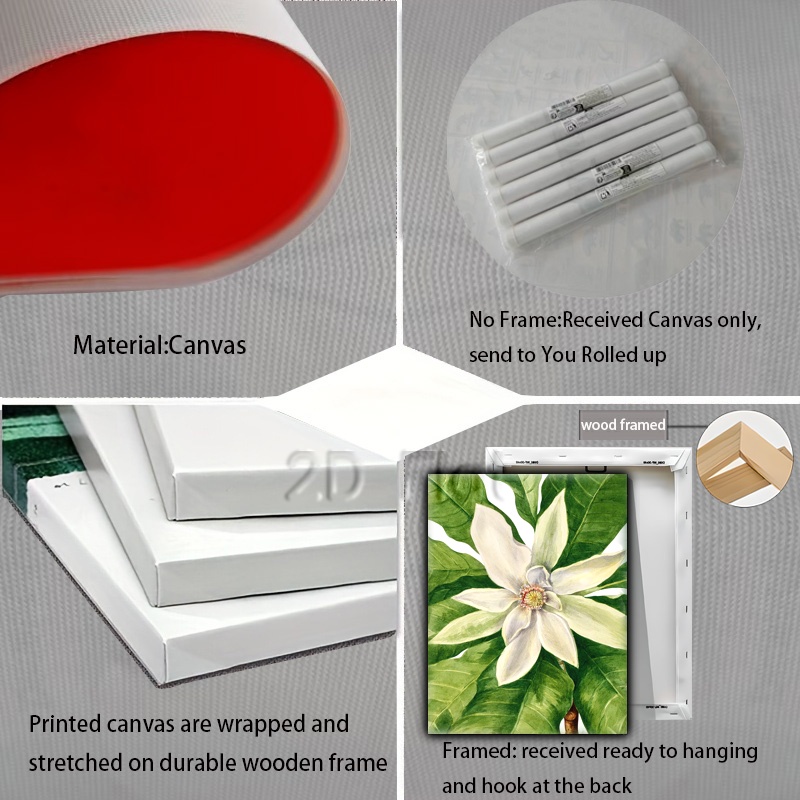 Material:Canvas
No Frame:Received Canvas only,
send to You Rolled up
wood framed
2D
Printed canvas are wrapped and
stretched on durable wooden frame
Framed: received ready to hanging
and hook at the back